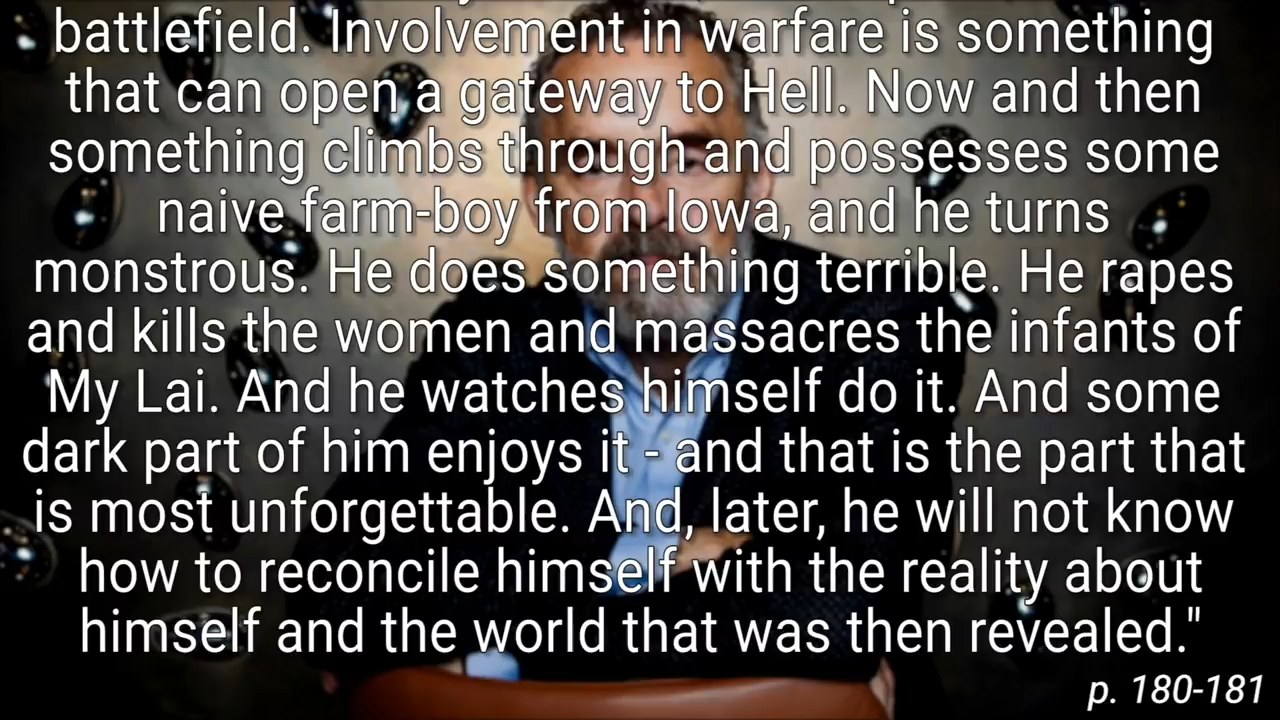 battlefield. Involvement in warfare is something
that can open a gateway to Hell. Now and then
something climbs through and possesses some
naive farm-boy from Iowa, and he turns
monstrous. He does something terrible. He rapes
and kills the women and massacres the infants of
My Lai. And he watches himself do it. And some
dark part of him enjoys it - and that is the part that
is most unforgettable. And, later, he will not know
how to reconcile himself with the reality about
himself and the world that was then revealed."
p. 180-181